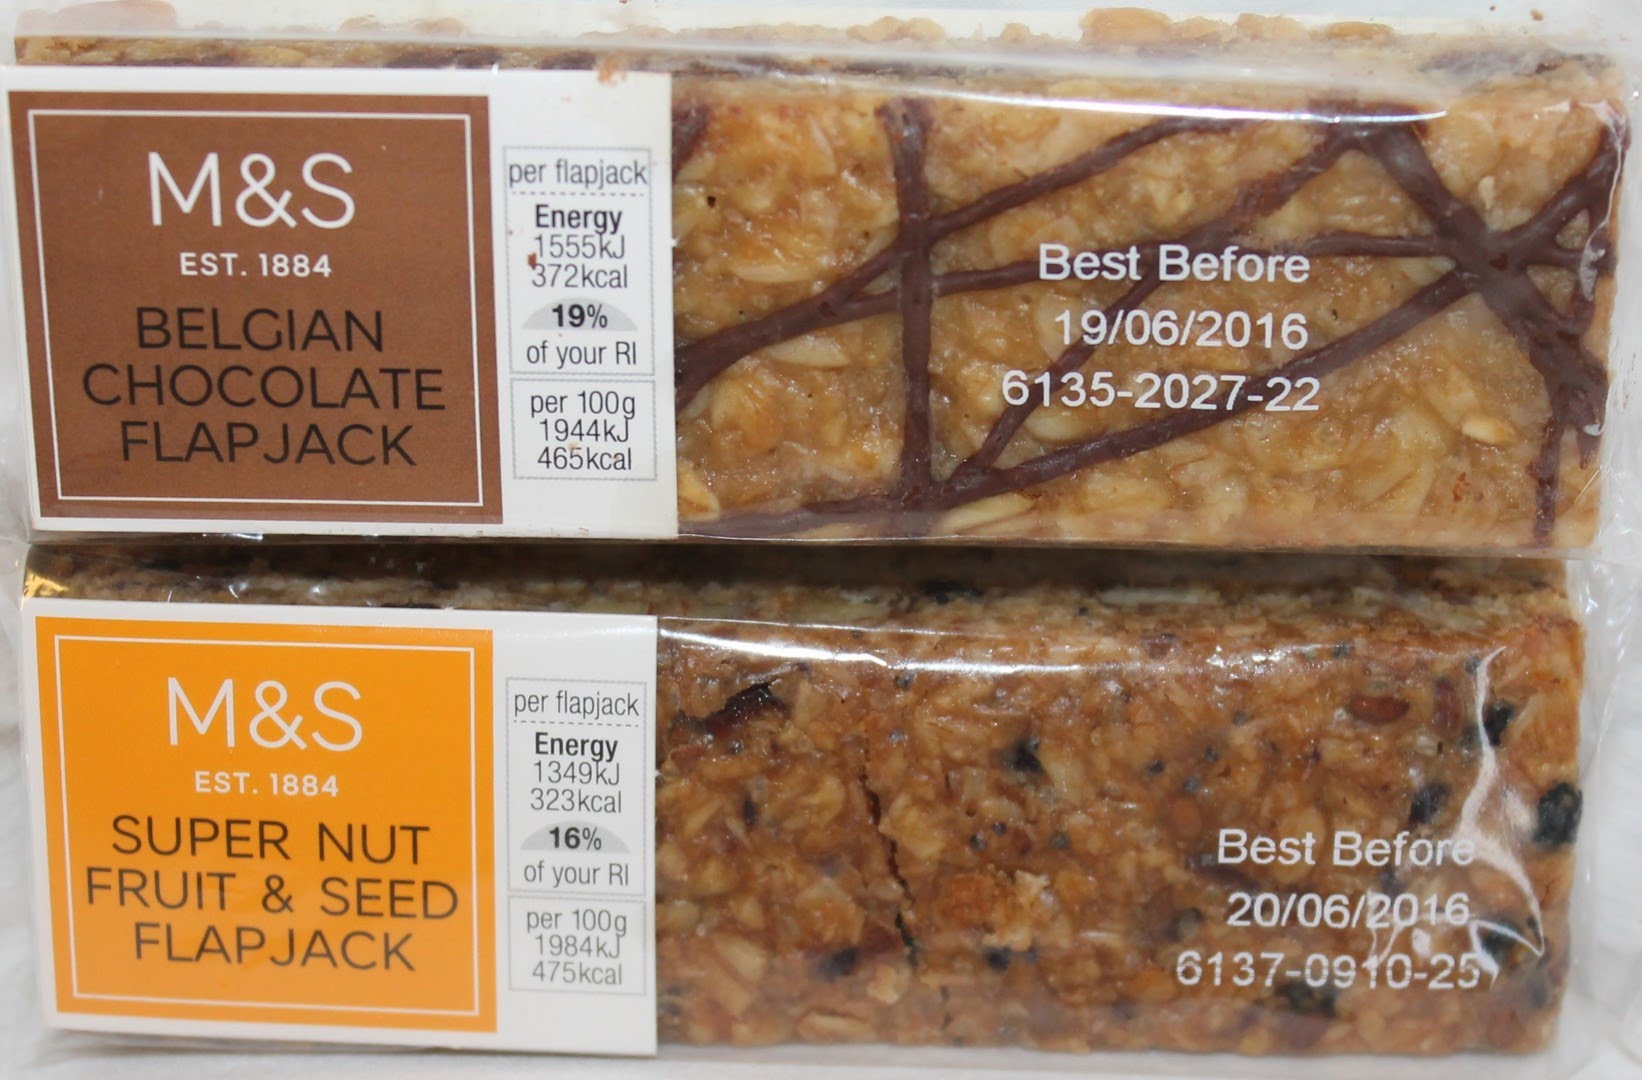 M&S
EST. 1884
BELGIAN
CHOCOLATE
FLAPJACK
per flapjack
Energy
1555kJ
372kcal
19%
of your RI
per 100g
1944kJ
465kcal
Best Before
19/06/2016
6135-2027-22
M&S
EST. 1884
SUPER NUT
FRUIT & SEED
FLAPJACK
per flapjack
Energy
1349kJ
323kcal
16%
of your RI
per 100g
1984kJ
475kcal
Best Before
20/06/2016
6137-0910-25